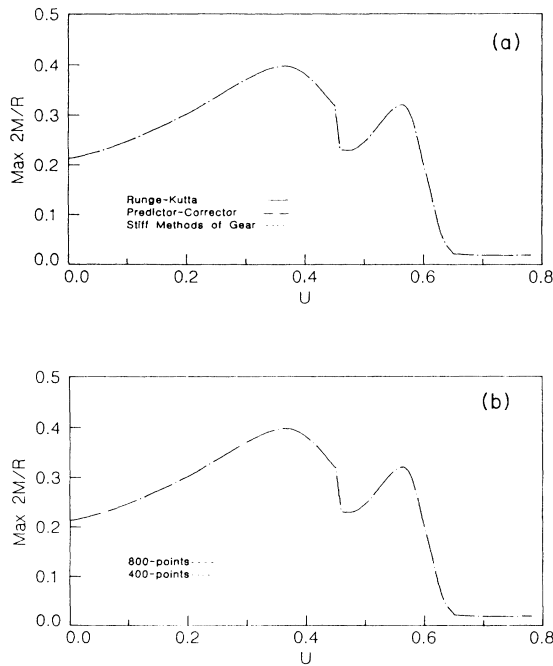 (a)
Max 2M/R
0.5
0.4
0.3
0.2
0.1
0.0
Runge-Kutta
Predictor-Corrector
Stiff Methods of Gear
0.0 0.2 0.4 0.6 0.8
U
(b)
Max 2M/R
0.5
0.4
0.3
0.2
0.1
0.0
800-points
400-points
0.0 0.2 0.4 0.6 0.8
U